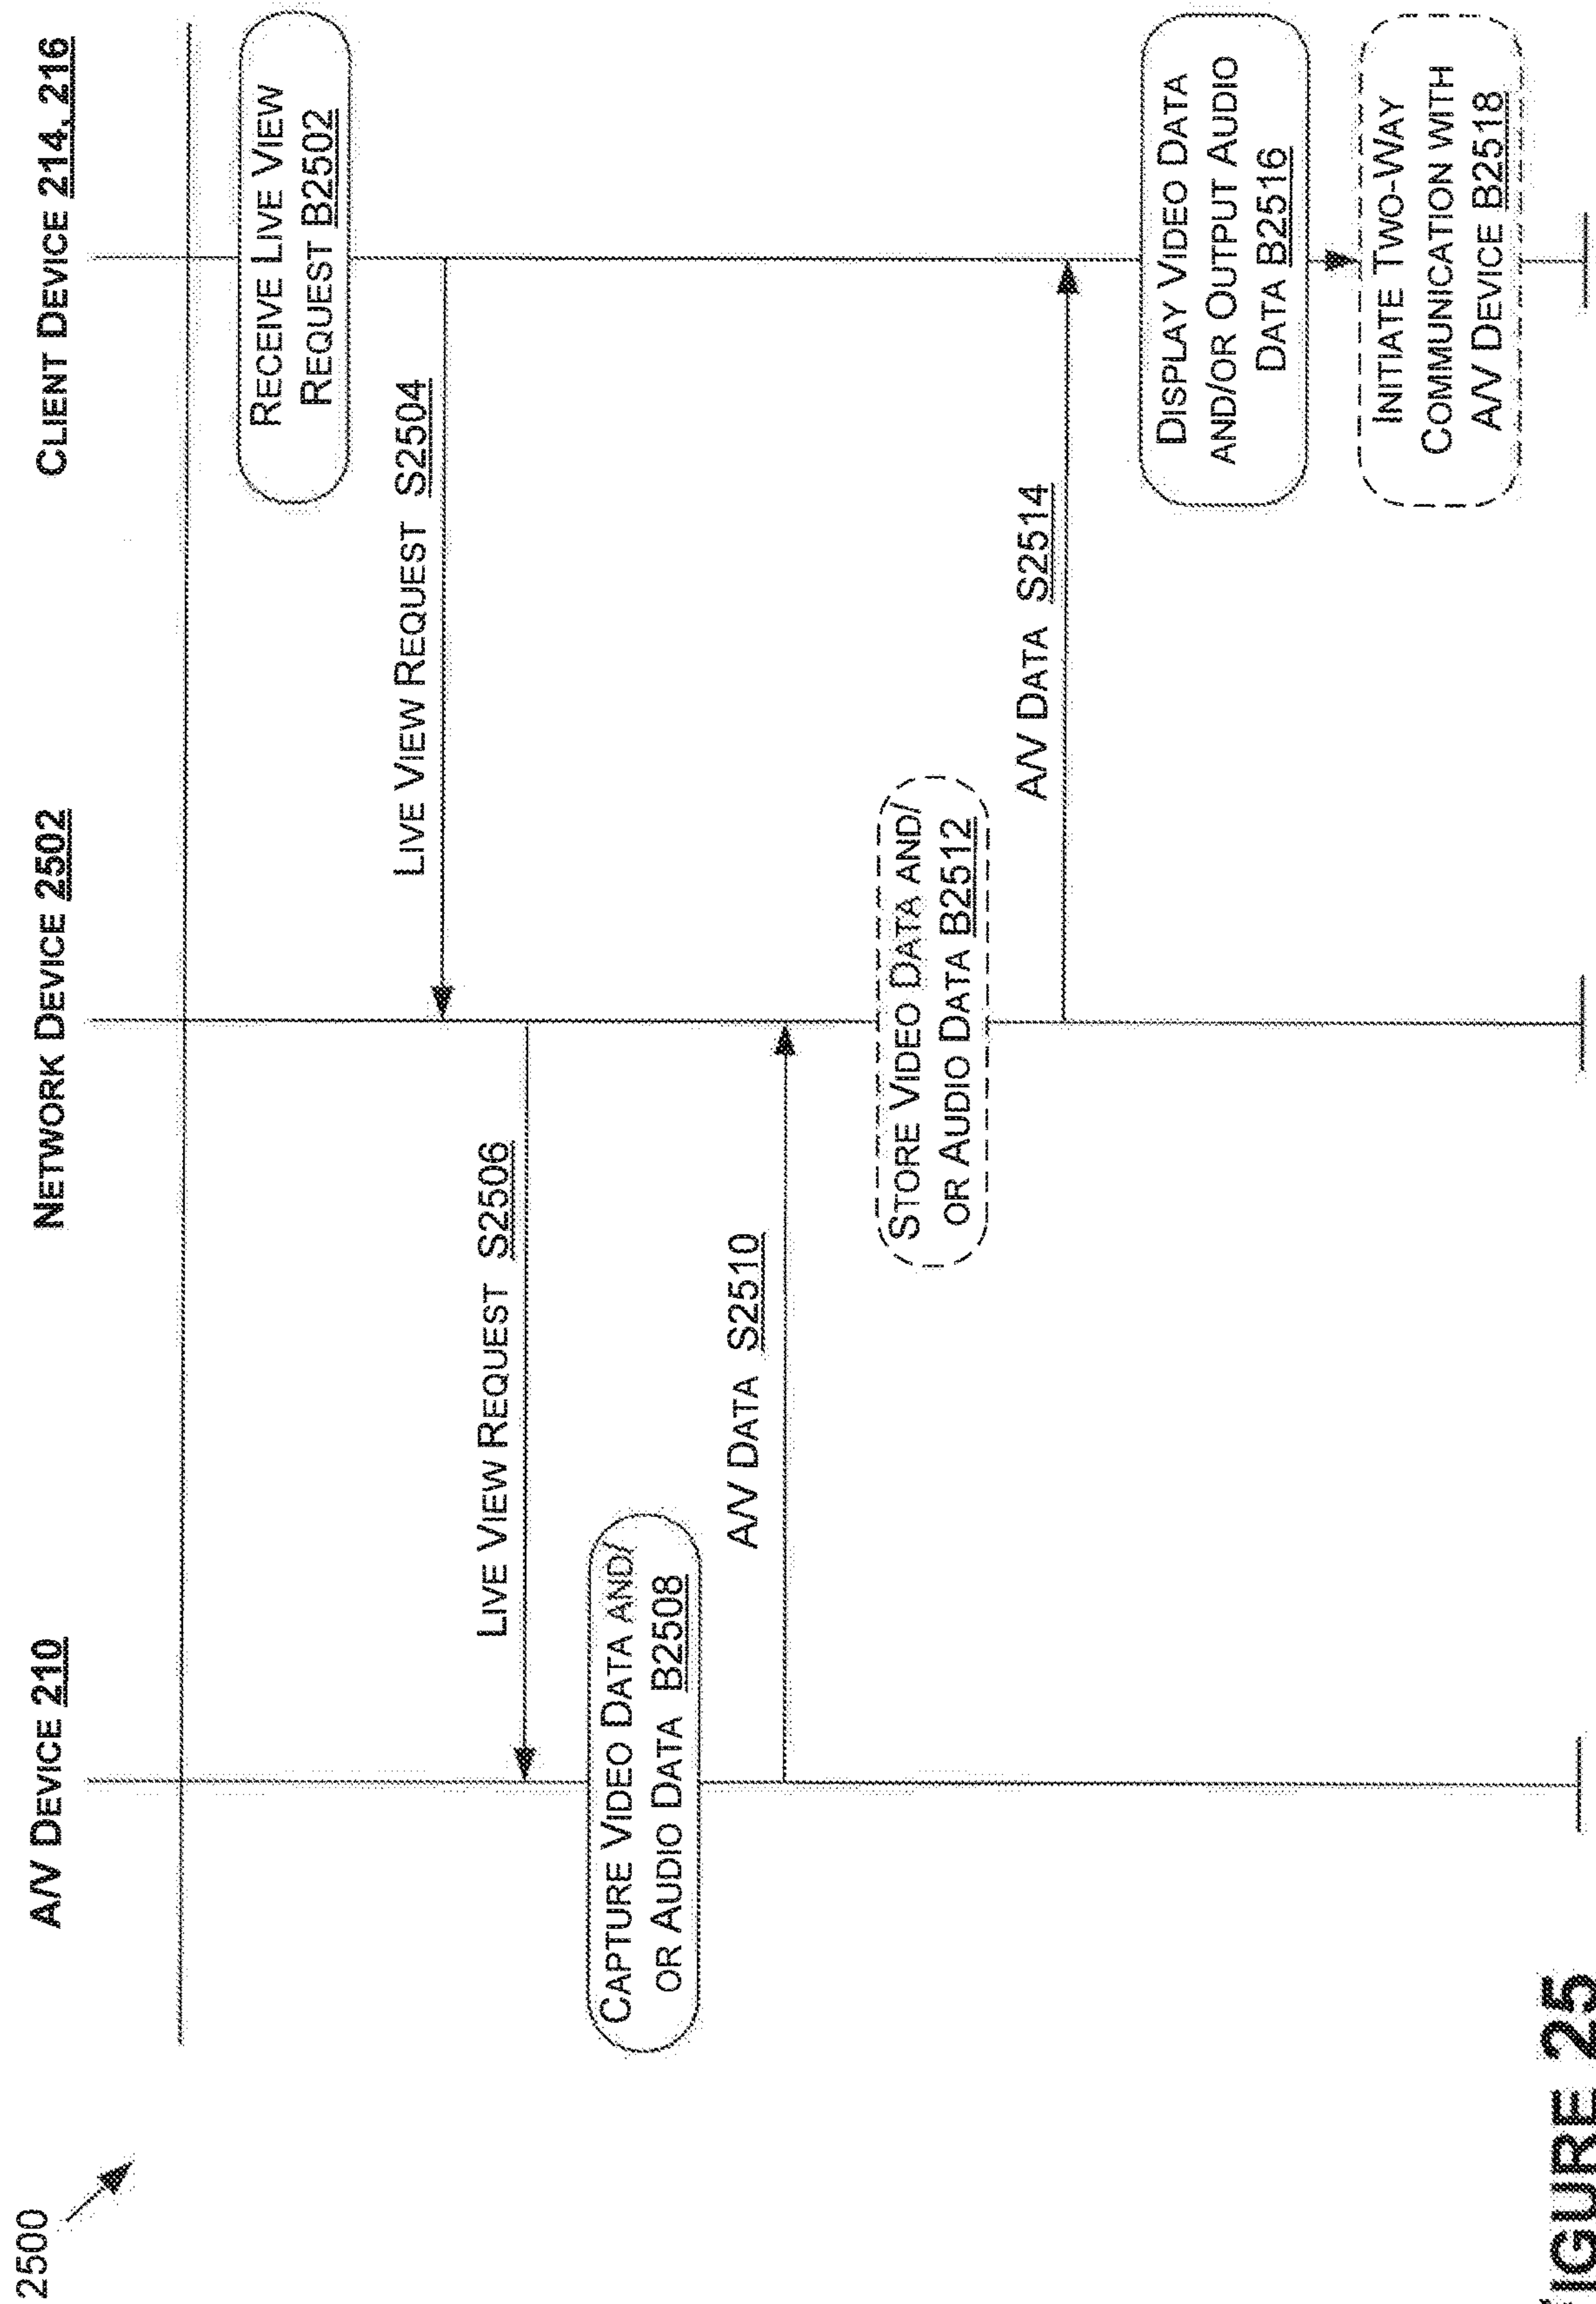 2500
A/V DEVICE 210
NETWORK DEVICE 2502
CLIENT DEVICE 214, 216
RECEIVE LIVE VIEW
REQUEST B2502
LIVE VIEW REQUEST S2504
LIVE VIEW REQUEST S2506
CAPTURE VIDEO DATA AND/
OR AUDIO DATA B2508
A/V DATA S2510
STORE VIDEO DATA AND/
OR AUDIO DATA B2512
A/V DATA S2514
DISPLAY VIDEO DATA
AND/OR OUTPUT AUDIO
DATA B2516
INITIATE TWO-WAY
COMMUNICATION WITH
A/V DEVICE B2518
FIGURE 25